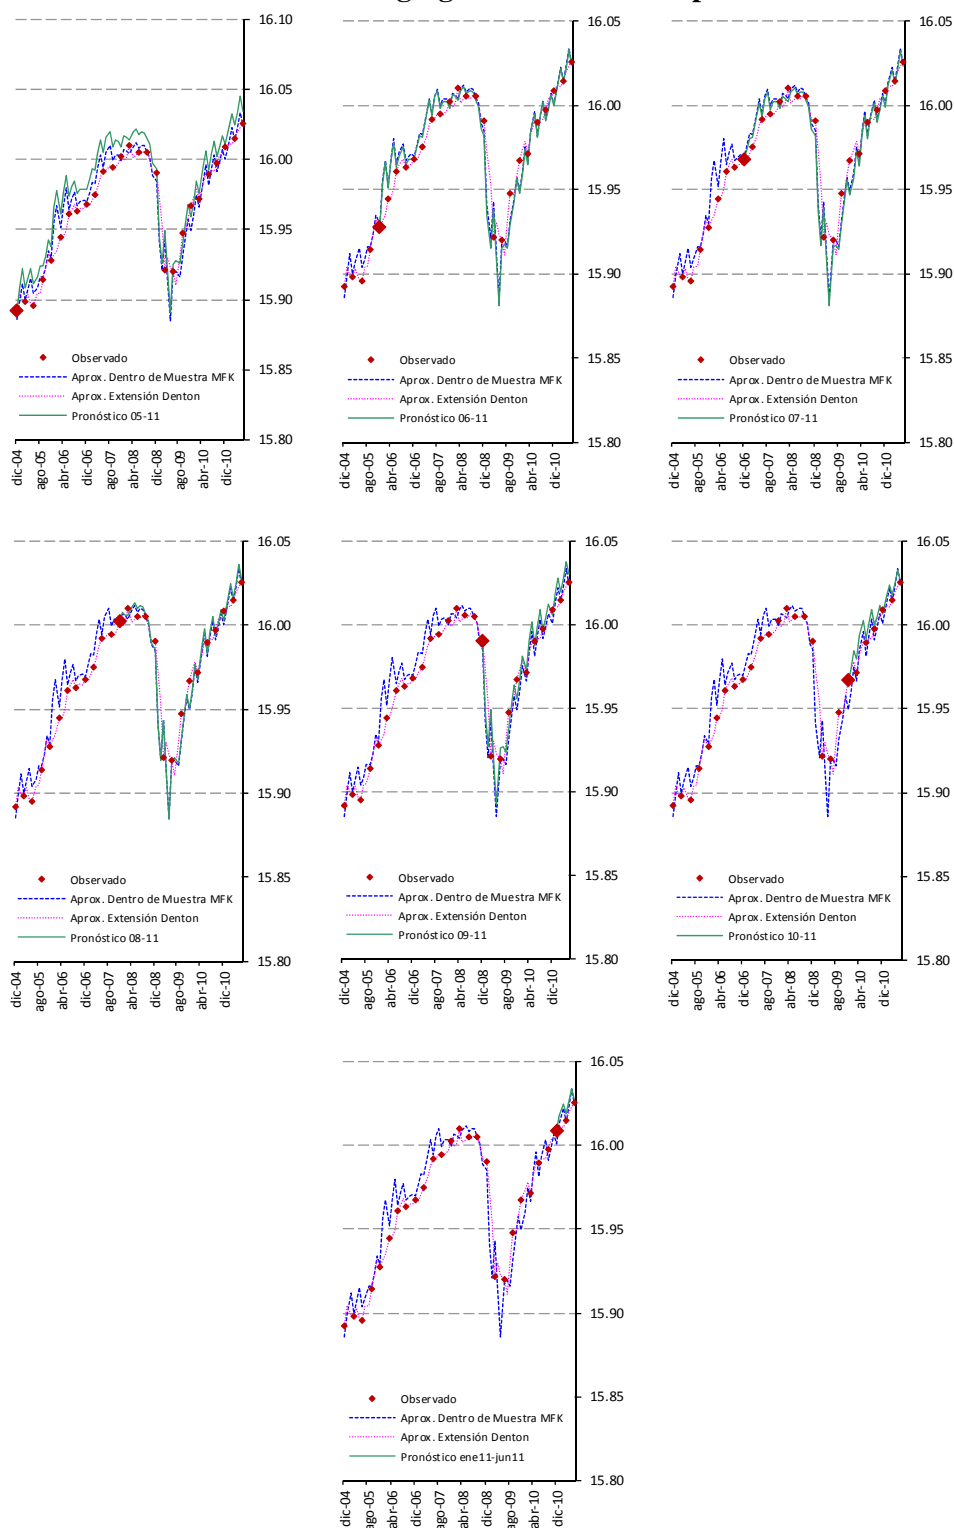 16.10
16.05
16.00
15.95
15.90
15.85
15.80
Observado
Aprox. Dentro de Muestra MFK
Aprox. Extensión Denton
Pronóstico 05-11
dic-04
ago-05
abr-06
dic-06
ago-07
abr-08
dic-08
ago-09
abr-10
dic-10
16.05
16.00
15.95
15.90
15.85
15.80
Observado
Aprox. Dentro de Muestra MFK
Aprox. Extensión Denton
Pronóstico 06-11
dic-04
ago-05
abr-06
dic-06
ago-07
abr-08
dic-08
ago-09
abr-10
dic-10
16.05
16.00
15.95
15.90
15.85
15.80
Observado
Aprox. Dentro de Muestra MFK
Aprox. Extensión Denton
Pronóstico 07-11
dic-04
ago-05
abr-06
dic-06
ago-07
abr-08
dic-08
ago-09
abr-10
dic-10
16.05
16.00
15.95
15.90
15.85
15.80
Observado
Aprox. Dentro de Muestra MFK
Aprox. Extensión Denton
Pronóstico 08-11
dic-04
ago-05
abr-06
dic-06
ago-07
abr-08
dic-08
ago-09
abr-10
dic-10
16.05
16.00
15.95
15.90
15.85
15.80
Observado
Aprox. Dentro de Muestra MFK
Aprox. Extensión Denton
Pronóstico 09-11
dic-04
ago-05
abr-06
dic-06
ago-07
abr-08
dic-08
ago-09
abr-10
dic-10
16.05
16.00
15.95
15.90
15.85
15.80
Observado
Aprox. Dentro de Muestra MFK
Aprox. Extensión Denton
Pronóstico 10-11
dic-04
ago-05
abr-06
dic-06
ago-07
abr-08
dic-08
ago-09
abr-10
dic-10
16.05
16.00
15.95
15.90
15.85
15.80
Observado
Aprox. Dentro de Muestra MFK
Aprox. Extensión Denton
Pronóstico ene11-jun11
dic-04
ago-05
abr-06
dic-06
ago-07
abr-08
dic-08
ago-09
abr-10
dic-10